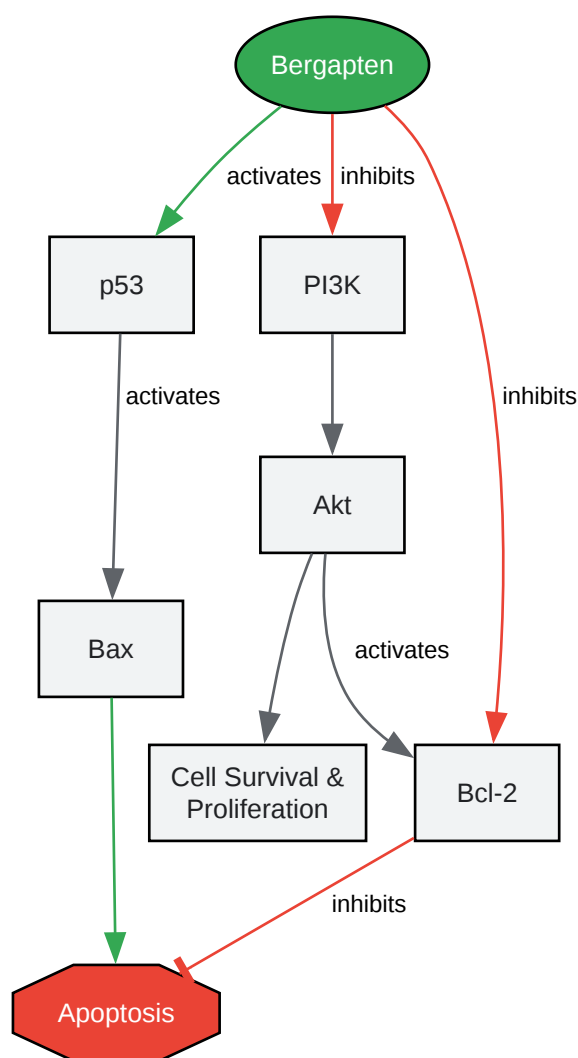 Bergapten
activates
inhibits
p53
PI3K
activates
inhibits
Akt
Bax
activates
Cell Survival &
Proliferation
Bcl-2
inhibits
Apoptosis